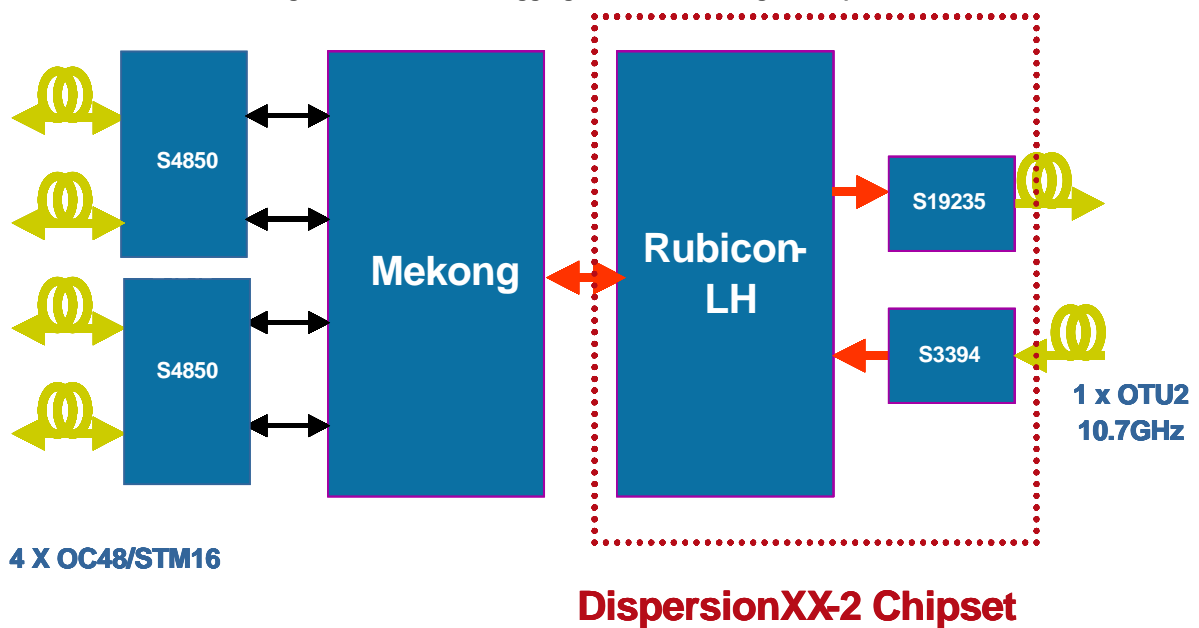 S4850
S4850
Mekong
Rubicon-
LH
S19235
S3394
1 x OTU2
10.7GHz
4 X OC48/STM16
DispersionXX-2 Chipset